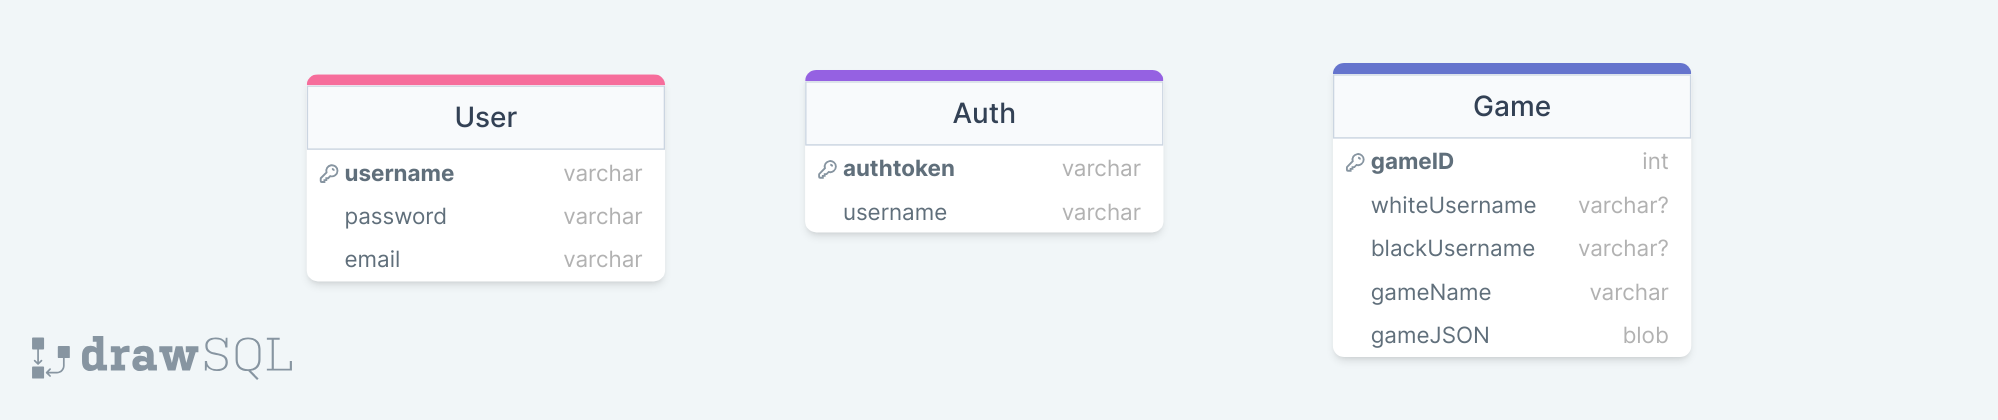 User
username varchar
password varchar
email varchar
Auth
authtoken varchar
username varchar
Game
gameID int
whiteUsername varchar?
blackUsername varchar?
gameName varchar
gameJSON blob
drawSQL